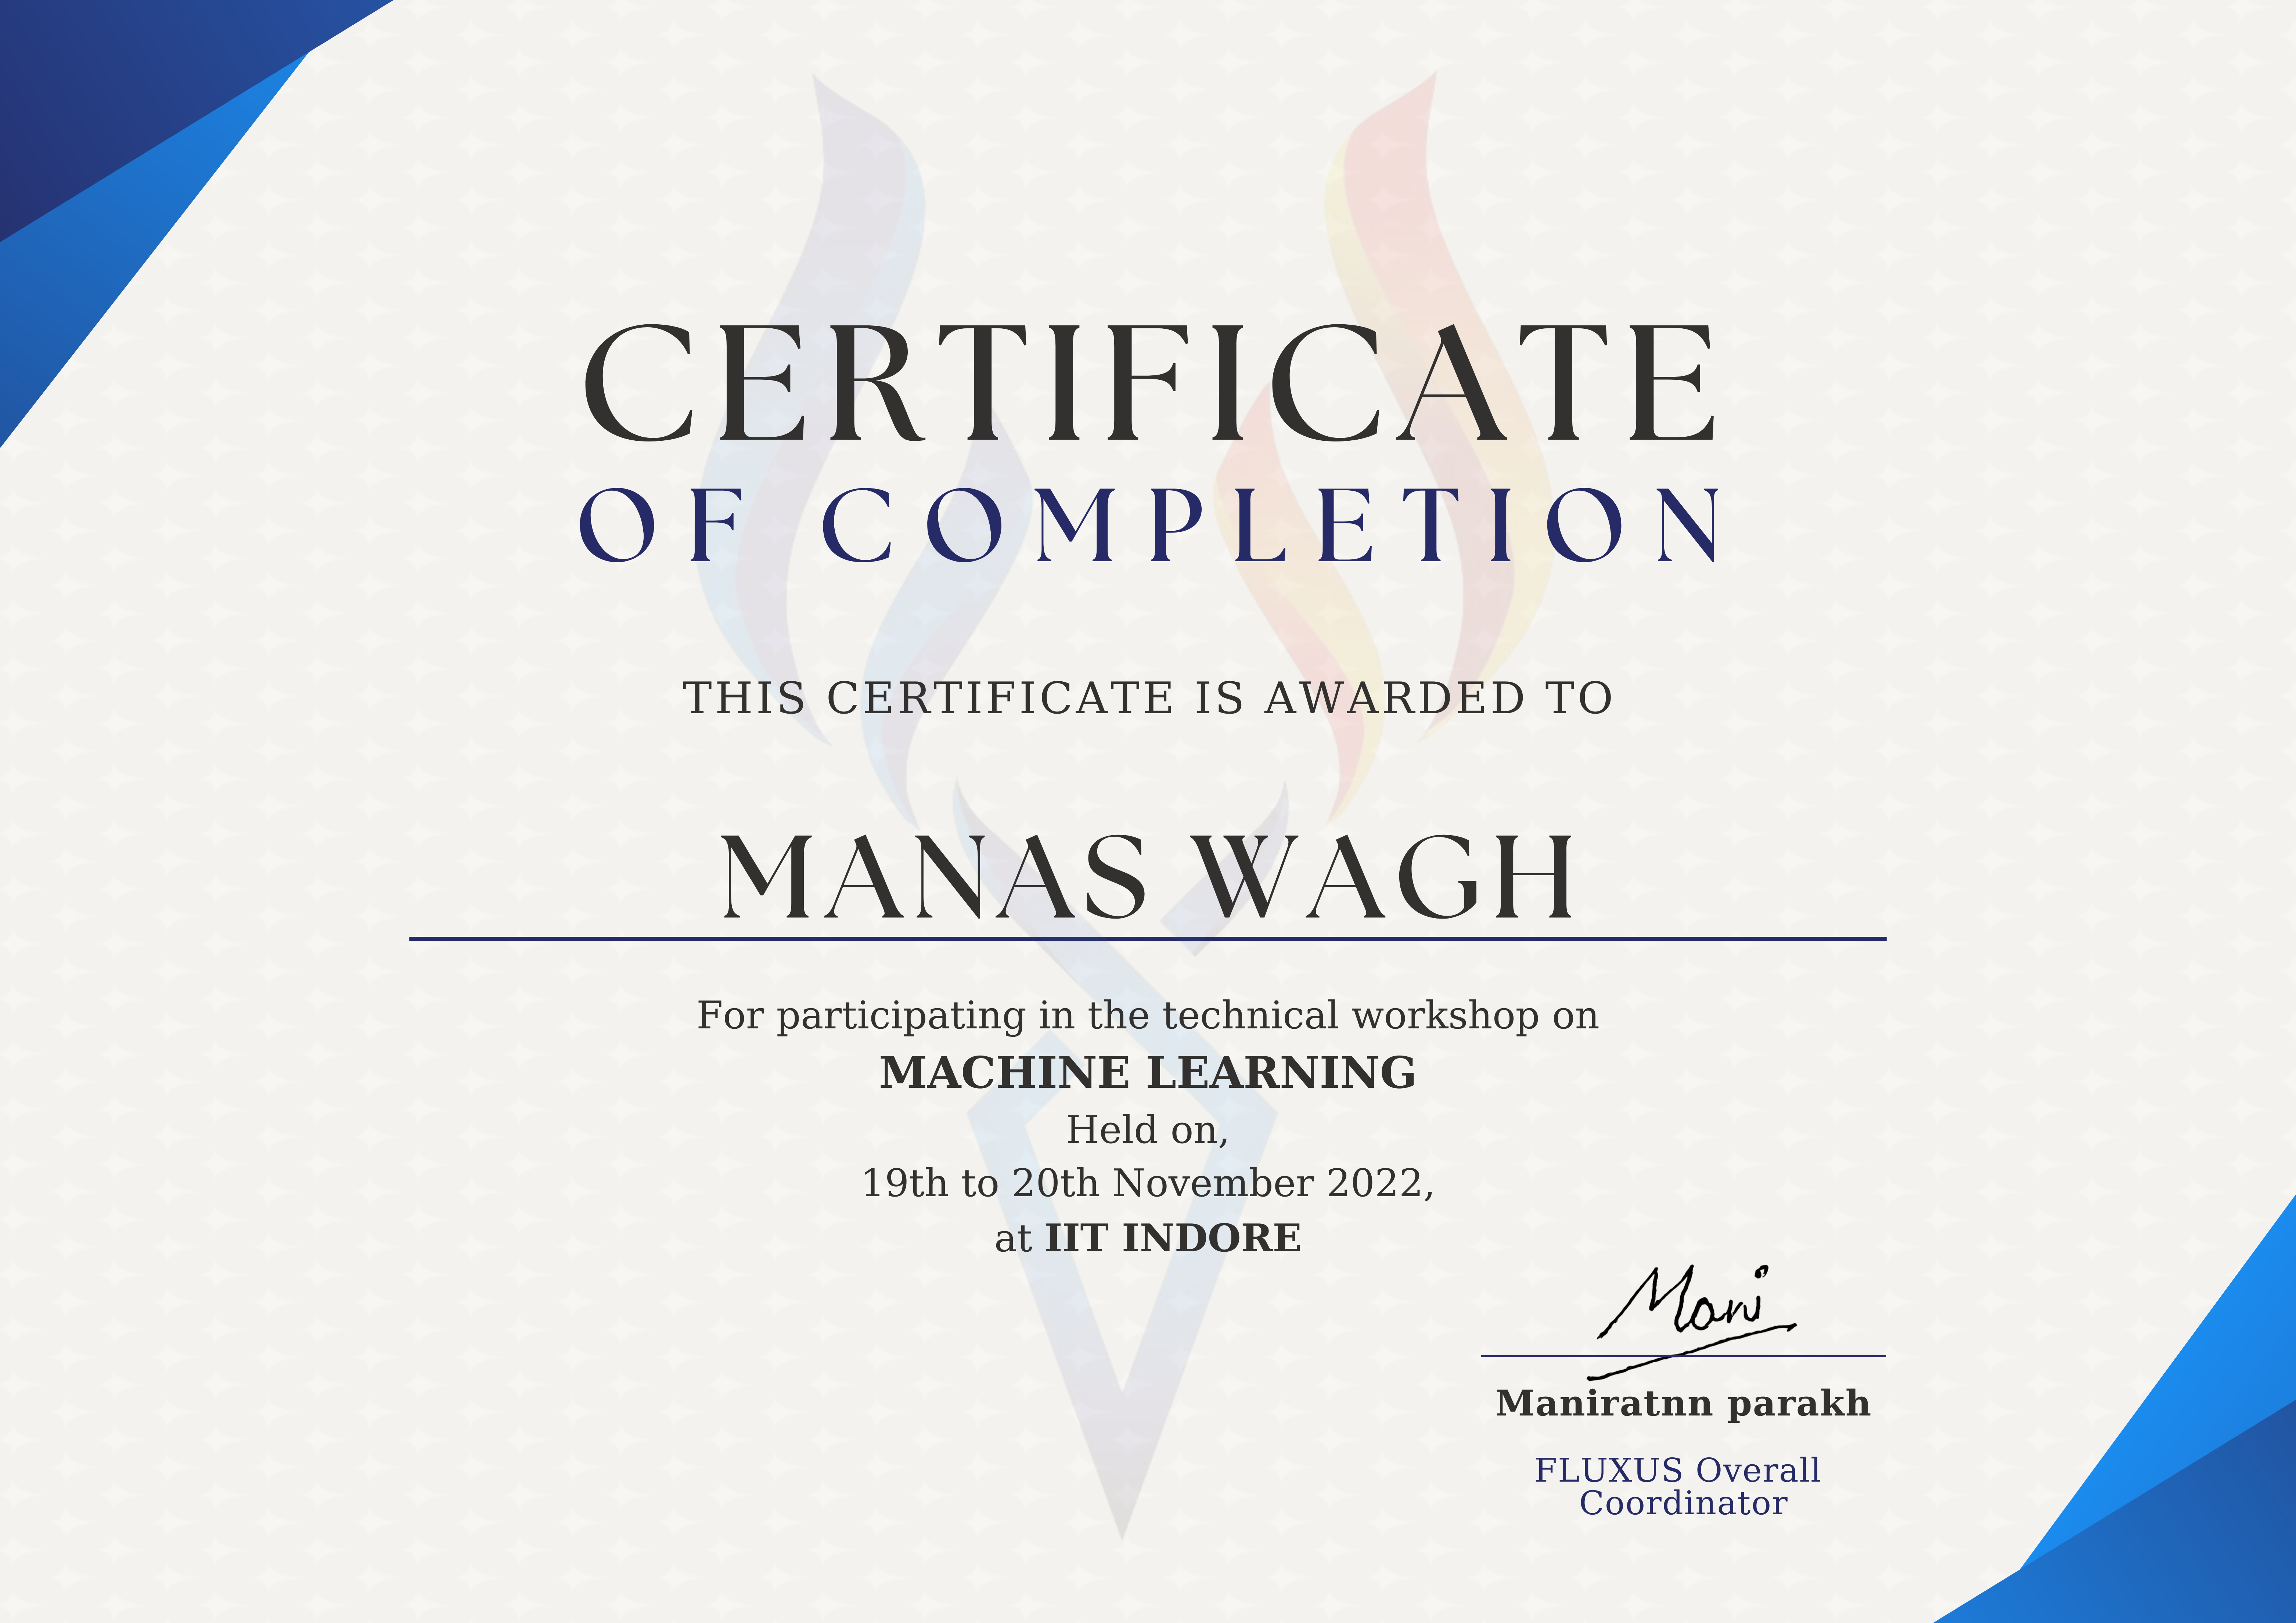 CERTIFICATE
OF COMPLETION
THIS CERTIFICATE IS AWARDED TO
MANAS WAGH
For participating in the technical workshop on
MACHINE LEARNING
Held on,
19th to 20th November 2022,
at IIT INDORE
Mani
Maniratnn parakh
FLUXUS Overall
Coordinator